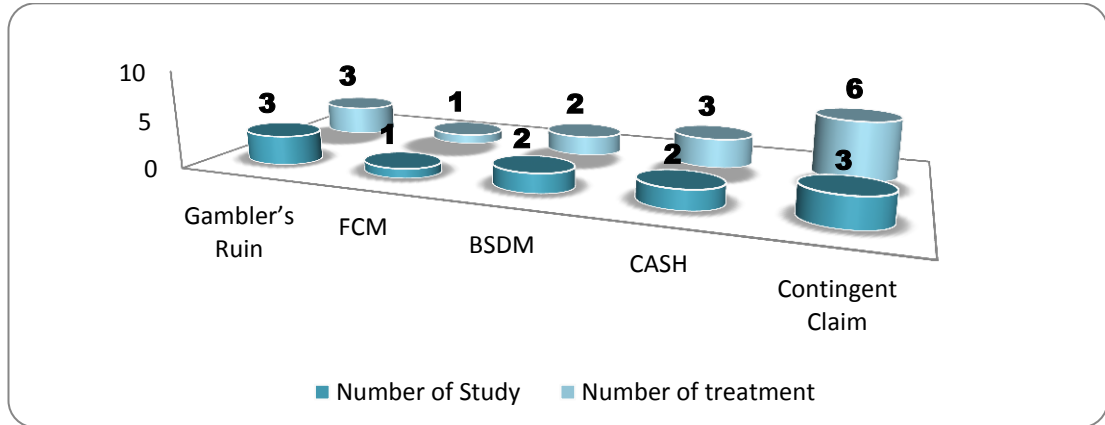 10
5
0
3
3
1
1
2
2
3
2
6
3
Gambler's
Ruin
FCM
BSDM
CASH
Contingent
Claim
Number of Study
Number of treatment